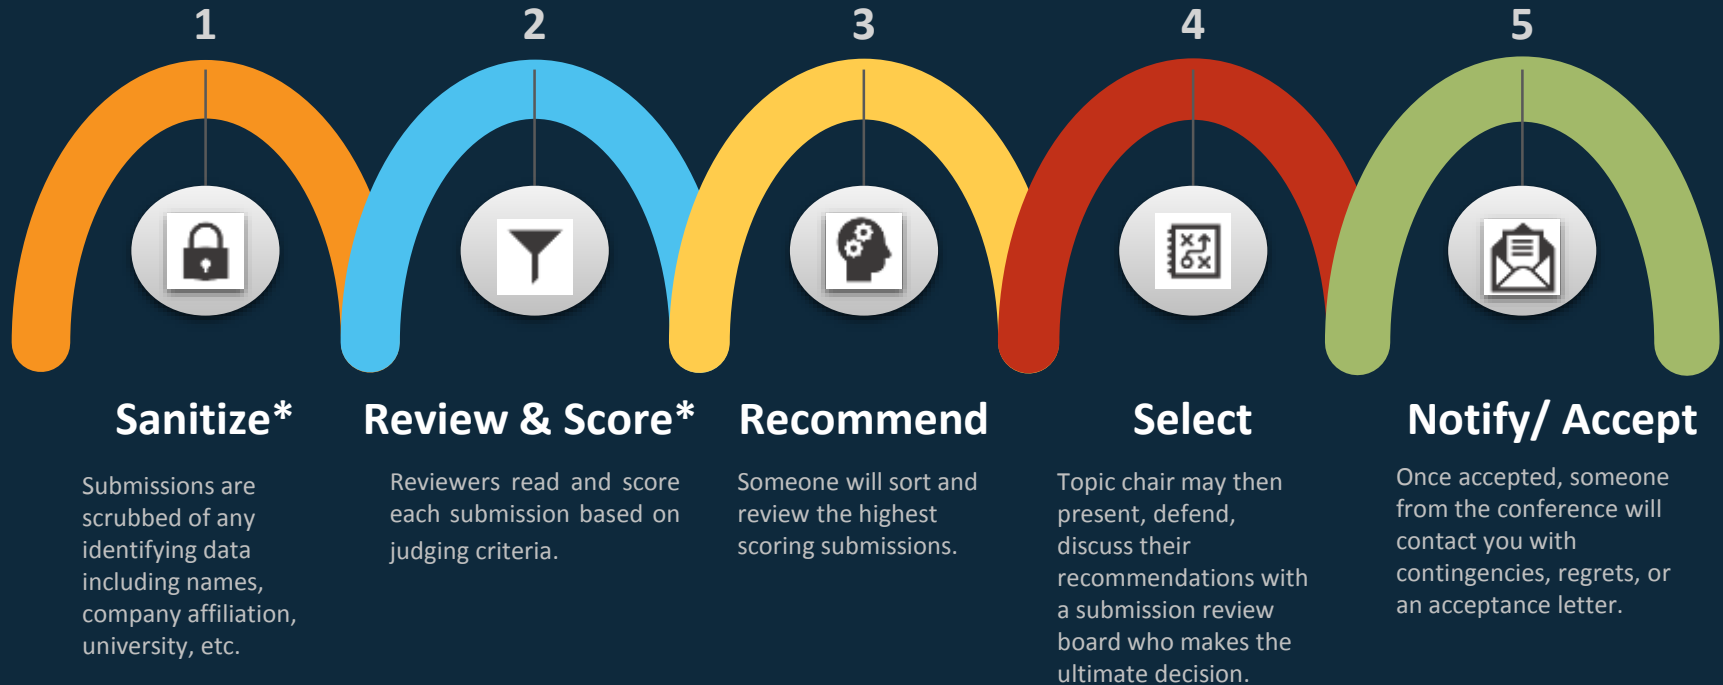 1
2
3
4
5
Sanitize*
Submissions are
scrubbed of any
identifying data
including names,
company affiliation,
university, etc.
Review & Score*
Reviewers read and score
each submission based on
judging criteria.
Recommend
Someone will sort and
review the highest
scoring submissions.
Select
Topic chair may then
present, defend,
discuss their
recommendations with
a submission review
board who makes the
ultimate decision.
Notify/ Accept
Once accepted, someone
from the conference will
contact you with
contingencies, regrets, or
an acceptance letter.